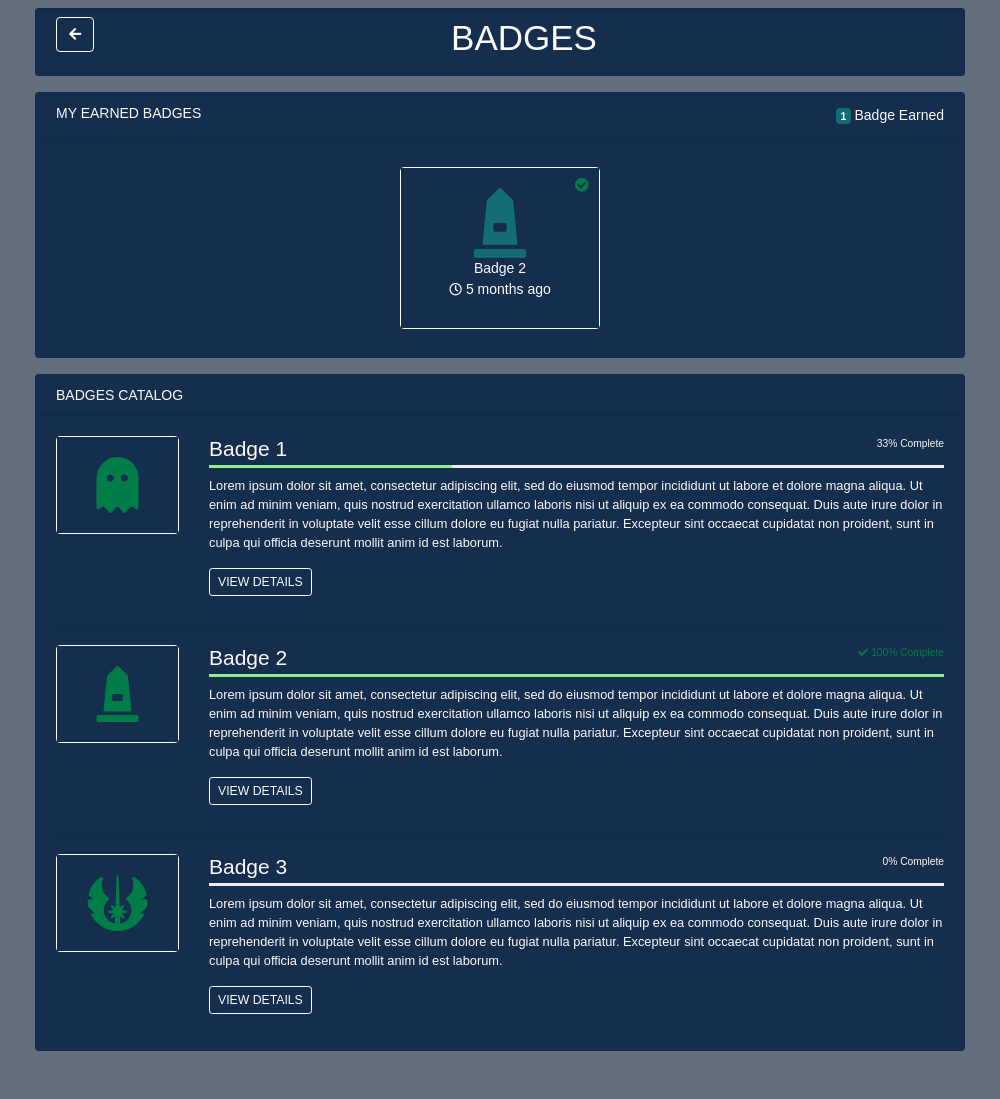 BADGES
MY EARNED BADGES
1 Badge Earned
Badge 2
5 months ago
BADGES CATALOG
Badge 1
33% Complete
Lorem ipsum dolor sit amet, consectetur adipiscing elit, sed do eiusmod tempor incididunt ut labore et dolore magna aliqua. Ut
enim ad minim veniam, quis nostrud exercitation ullamco laboris nisi ut aliquip ex ea commodo consequat. Duis aute irure dolor in
reprehenderit in voluptate velit esse cillum dolore eu fugiat nulla pariatur. Excepteur sint occaecat cupidatat non proident, sunt in
culpa qui officia deserunt mollit anim id est laborum.
VIEW DETAILS
Badge 2
100% Complete
Lorem ipsum dolor sit amet, consectetur adipiscing elit, sed do eiusmod tempor incididunt ut labore et dolore magna aliqua. Ut
enim ad minim veniam, quis nostrud exercitation ullamco laboris nisi ut aliquip ex ea commodo consequat. Duis aute irure dolor in
reprehenderit in voluptate velit esse cillum dolore eu fugiat nulla pariatur. Excepteur sint occaecat cupidatat non proident, sunt in
culpa qui officia deserunt mollit anim id est laborum.
VIEW DETAILS
Badge 3
0% Complete
Lorem ipsum dolor sit amet, consectetur adipiscing elit, sed do eiusmod tempor incididunt ut labore et dolore magna aliqua. Ut
enim ad minim veniam, quis nostrud exercitation ullamco laboris nisi ut aliquip ex ea commodo consequat. Duis aute irure dolor in
reprehenderit in voluptate velit esse cillum dolore eu fugiat nulla pariatur. Excepteur sint occaecat cupidatat non proident, sunt in
culpa qui officia deserunt mollit anim id est laborum.
VIEW DETAILS